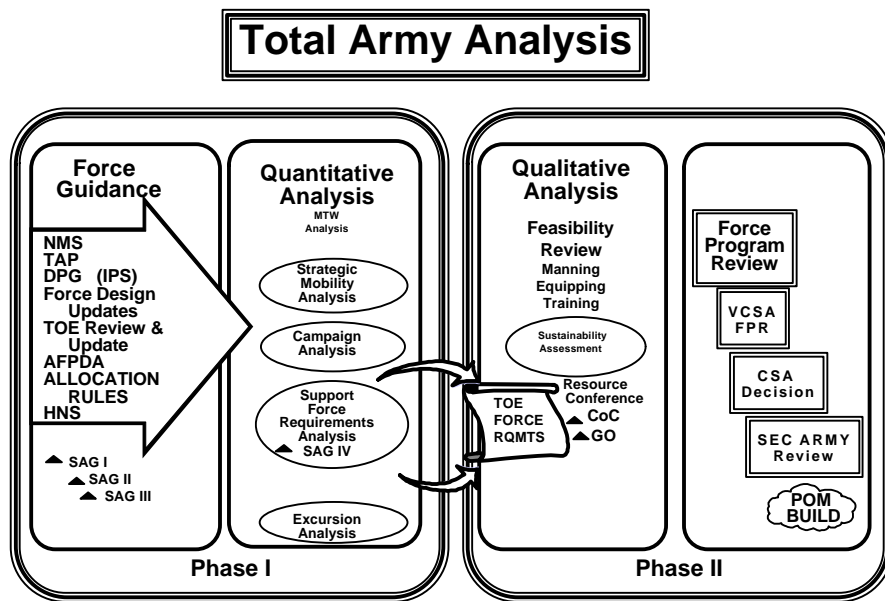 Total Army Analysis
Force
Guidance
NMS
TAP
DPG (IPS)
Force Design
Updates
TOE Review &
Update
AFPDA
ALLOCATION
RULES
HNS
SAG I
SAG II
SAG III
Quantitative
Analysis
MTW
Analysis
Strategic
Mobility
Analysis
Campaign
Analysis
Support
Force
Requirements
Analysis
SAG IV
Excursion
Analysis
Phase I
TOE
FORCE
RQMTS
Qualitative
Analysis
Feasibility
Review
Manning
Equipping
Training
Sustainability
Assessment
Resource
Conference
CoC
GO
Force
Program
Review
VCSA
FPR
CSA
Decision
SEC ARMY
Review
POM
BUILD
Phase II